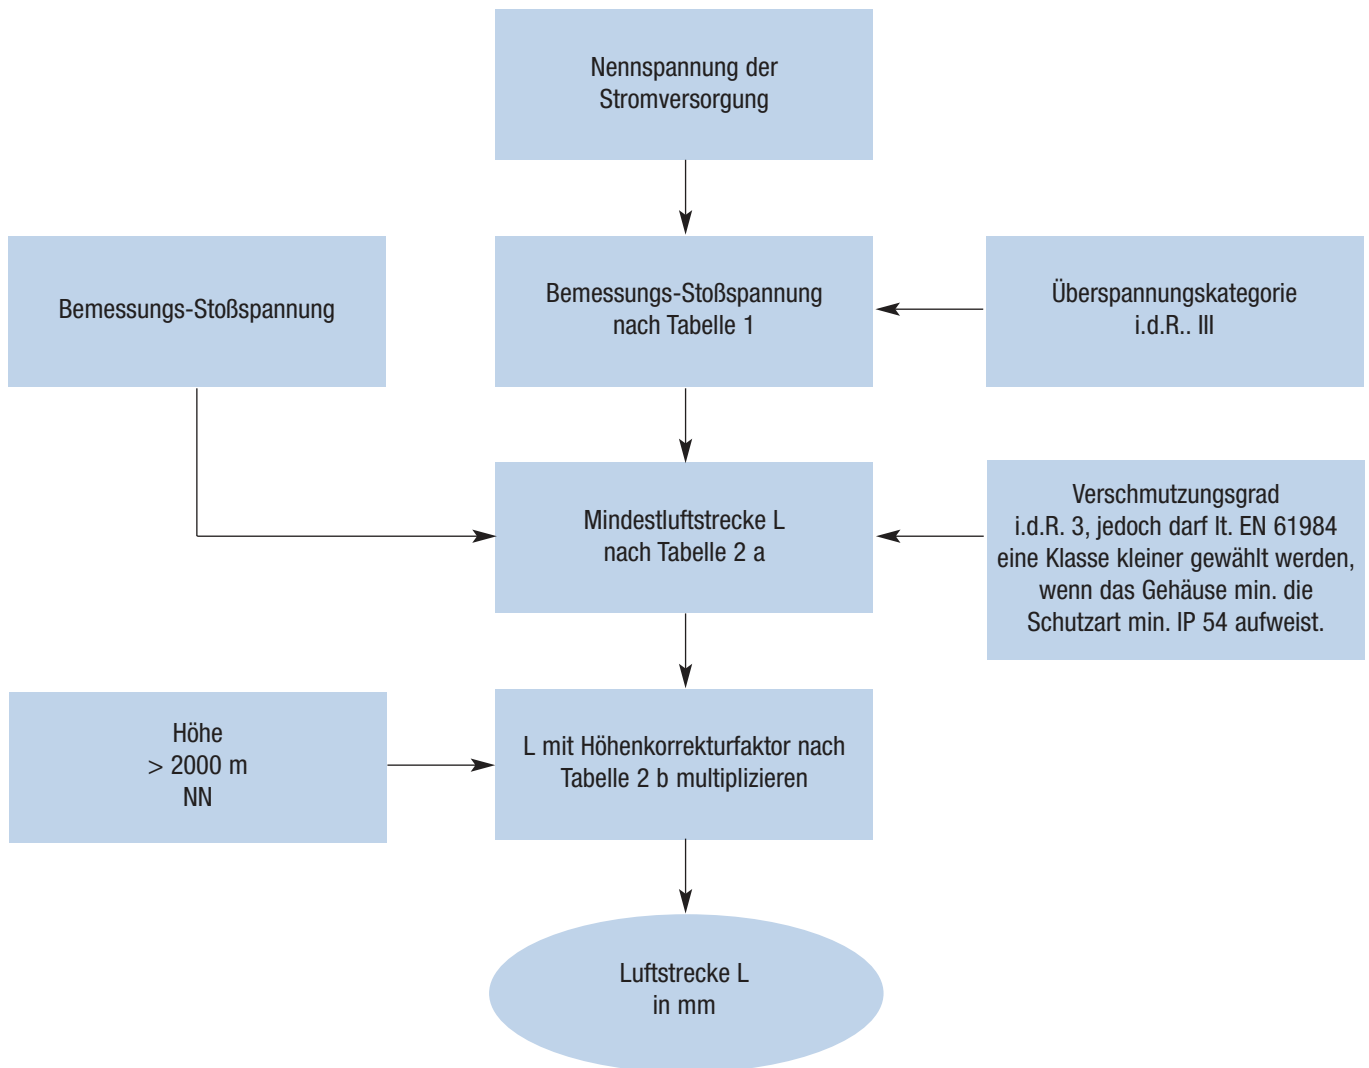 Nennspannung der
Stromversorgung
Bemessungs-Stoßspannung
Bemessungs-Stoßspannung
nach Tabelle 1
Überspannungskategorie
i.d.R.. III
Mindestluftstrecke L
nach Tabelle 2 a
Verschmutzungsgrad
i.d.R. 3, jedoch darf lt. EN 61984
eine Klasse kleiner gewählt werden,
wenn das Gehäuse min. die
Schutzart min. IP 54 aufweist.
Höhe
> 2000 m
NN
L mit Höhenkorrekturfaktor nach
Tabelle 2 b multiplizieren
Luftstrecke L
in mm